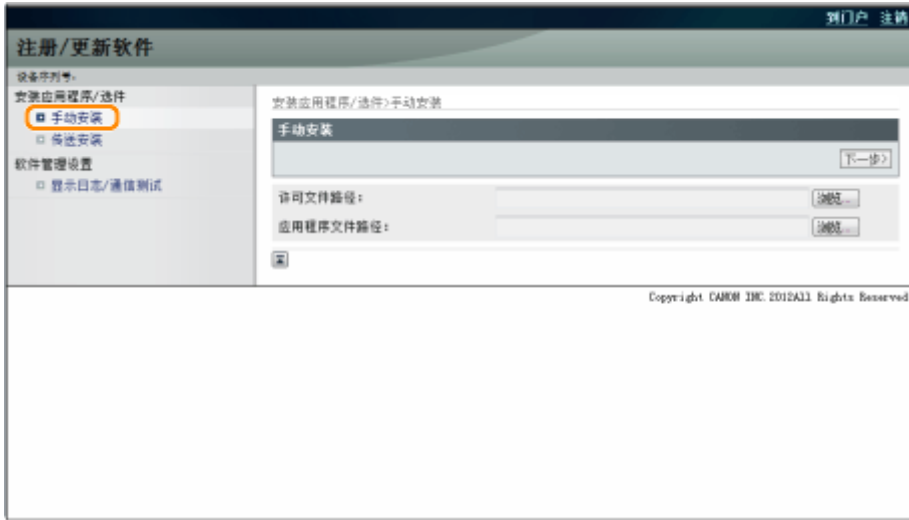 到门户 注销
注册/更新软件
设备序列号:
安装应用程序/选件
手动安装
传送安装
软件管理设置
显示日志/通信测试
安装应用程序/选件>手动安装
手动安装
下一步>
许可文件路径:
浏览...
应用程序文件路径:
浏览...
Copyright CANON INC. 2012All Rights Reserved